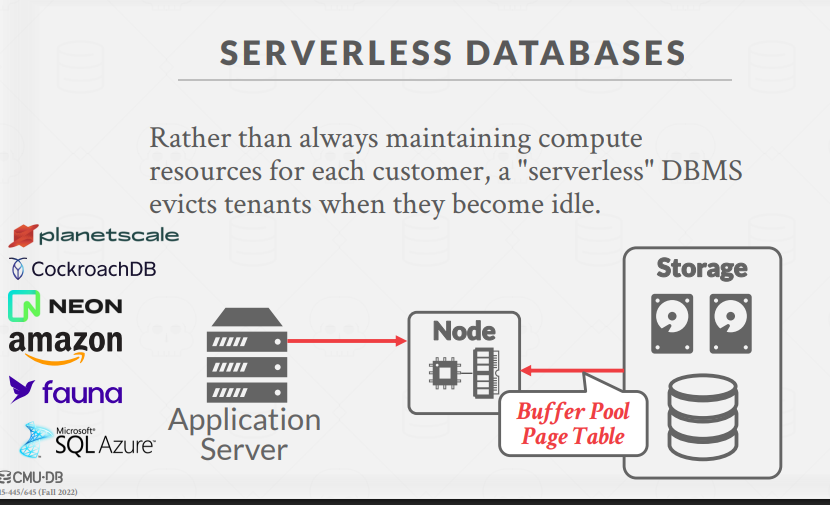 SERVERLESS DATABASES
Rather than always maintaining compute
resources for each customer, a "serverless" DBMS
evicts tenants when they become idle.
planetscale
CockroachDB
NEON
amazon
fauna
Microsoft®
SQL Azure™
Application
Server
Node
Buffer Pool
Page Table
Storage
CMU·DB
15-445/645 (Fall 2022)